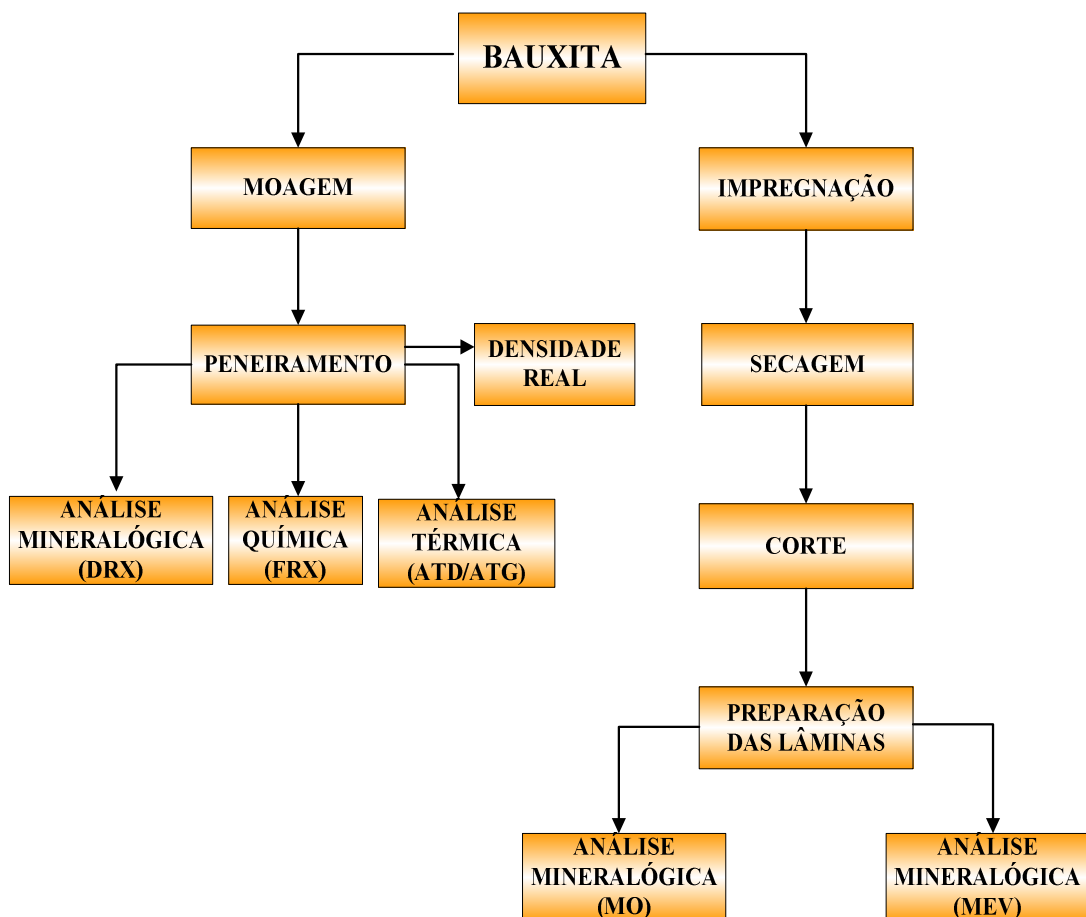 BAUXITA
MOAGEM
IMPREGNAÇÃO
PENEIRAMENTO
DENSIDADE
REAL
SECAGEM
ANÁLISE
MINERALÓGICA
(DRX)
ANÁLISE
QUÍMICA
(FRX)
ANÁLISE
TÉRMICA
(ATD/ATG)
CORTE
PREPARAÇÃO
DAS LÂMINAS
ANÁLISE
MINERALÓGICA
(MO)
ANÁLISE
MINERALÓGICA
(MEV)